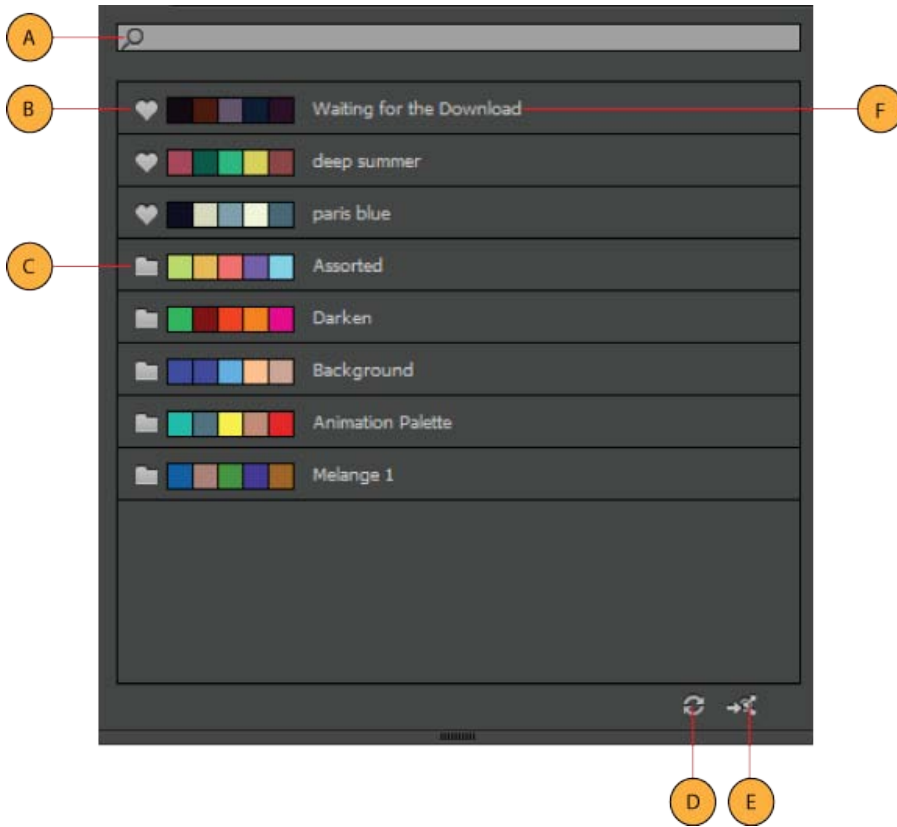 A
B
Waiting for the Download
F
deep summer
paris blue
C
Assorted
Darken
Background
Animation Palette
Melange 1
D
E